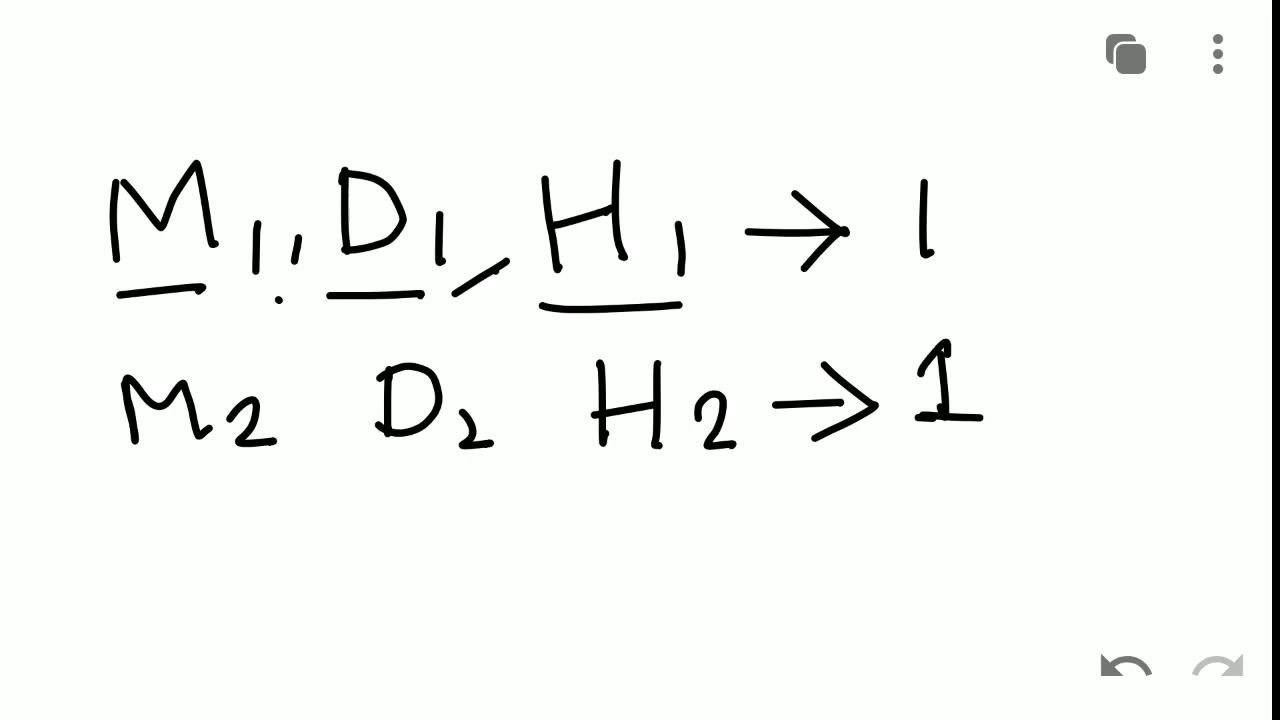 M₁, D₁, H₁ → 1
M₂ D₂ H₂ → 1